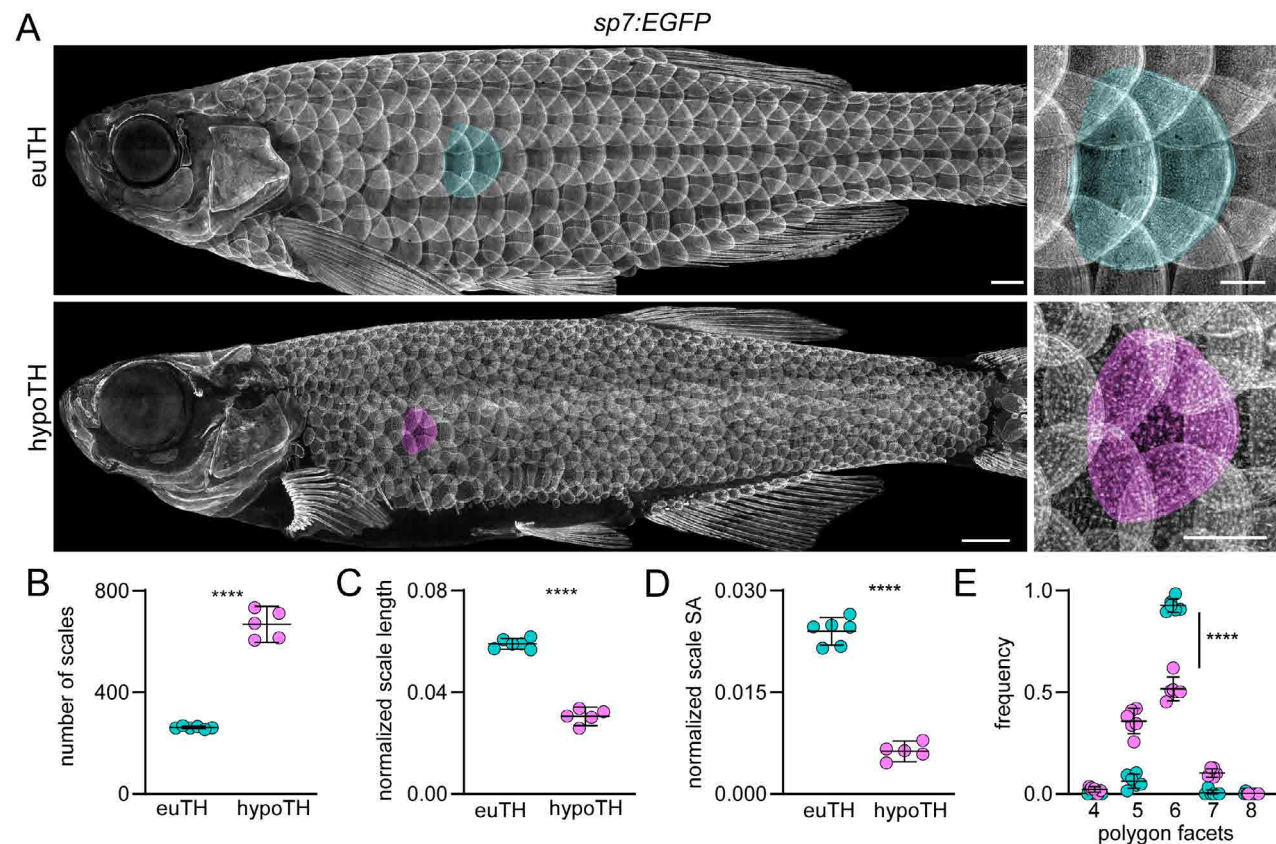 sp7:EGFP
A
euTH
hypoTH
B
number of scales
800
400
0
****
euTH hypoTH
C
normalized scale length
0.08
0.04
0.00
****
euTH hypoTH
D
normalized scale SA
0.030
0.015
0.000
****
euTH hypoTH
E
frequency
1.0
0.5
0.0
****
4 5 6 7 8
polygon facets